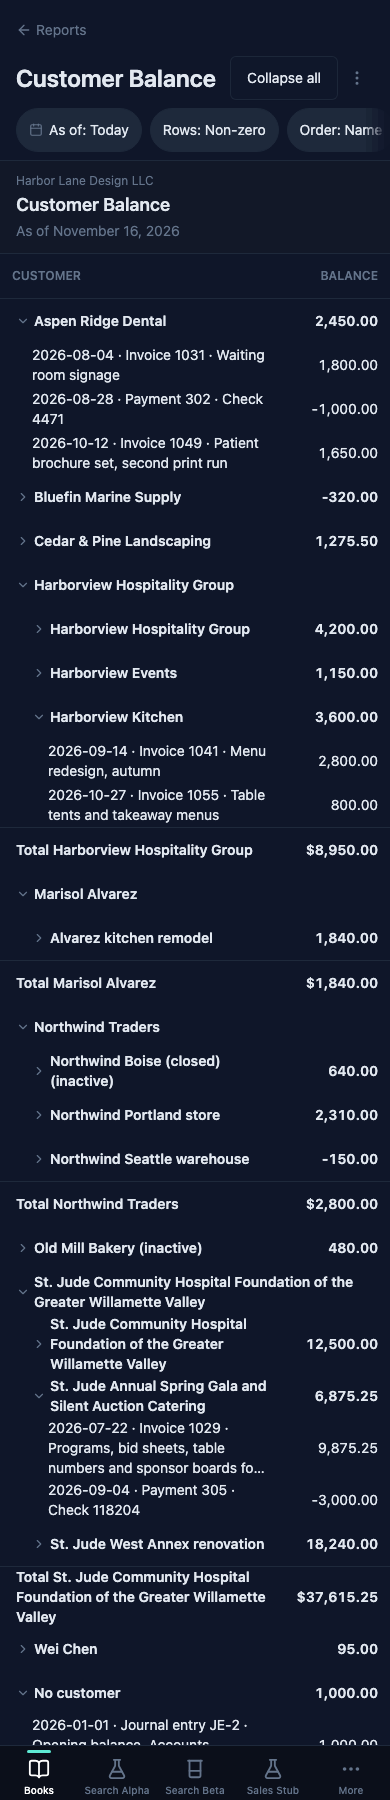 Reports
Customer Balance
Collapse all
As of: Today
Rows: Non-zero
Order: Name
Harbor Lane Design LLC
Customer Balance
As of November 16, 2026
CUSTOMER BALANCE
Aspen Ridge Dental 2,450.00
2026-08-04 · Invoice 1031 · Waiting
room signage 1,800.00
2026-08-28 · Payment 302 · Check
4471 -1,000.00
2026-10-12 · Invoice 1049 · Patient
brochure set, second print run 1,650.00
Bluefin Marine Supply -320.00
Cedar & Pine Landscaping 1,275.50
Harborview Hospitality Group
Harborview Hospitality Group 4,200.00
Harborview Events 1,150.00
Harborview Kitchen 3,600.00
2026-09-14 · Invoice 1041 · Menu
redesign, autumn 2,800.00
2026-10-27 · Invoice 1055 · Table
tents and takeaway menus 800.00
Total Harborview Hospitality Group $8,950.00
Marisol Alvarez
Alvarez kitchen remodel 1,840.00
Total Marisol Alvarez $1,840.00
Northwind Traders
Northwind Boise (closed)
(inactive) 640.00
Northwind Portland store 2,310.00
Northwind Seattle warehouse -150.00
Total Northwind Traders $2,800.00
Old Mill Bakery (inactive) 480.00
St. Jude Community Hospital Foundation of the
Greater Willamette Valley
St. Jude Community Hospital
Foundation of the Greater 12,500.00
Willamette Valley
St. Jude Annual Spring Gala and
Silent Auction Catering 6,875.25
2026-07-22 · Invoice 1029 ·
Programs, bid sheets, table 9,875.25
numbers and sponsor boards fo...
2026-09-04 · Payment 305 ·
Check 118204 -3,000.00
St. Jude West Annex renovation 18,240.00
Total St. Jude Community Hospital
Foundation of the Greater Willamette $37,615.25
Valley
Wei Chen 95.00
No customer 1,000.00
2026-01-01 · Journal entry JE-2 ·
Opening balance, Accounts 1,000.00
Books
Search Alpha
Search Beta
Sales Stub
More